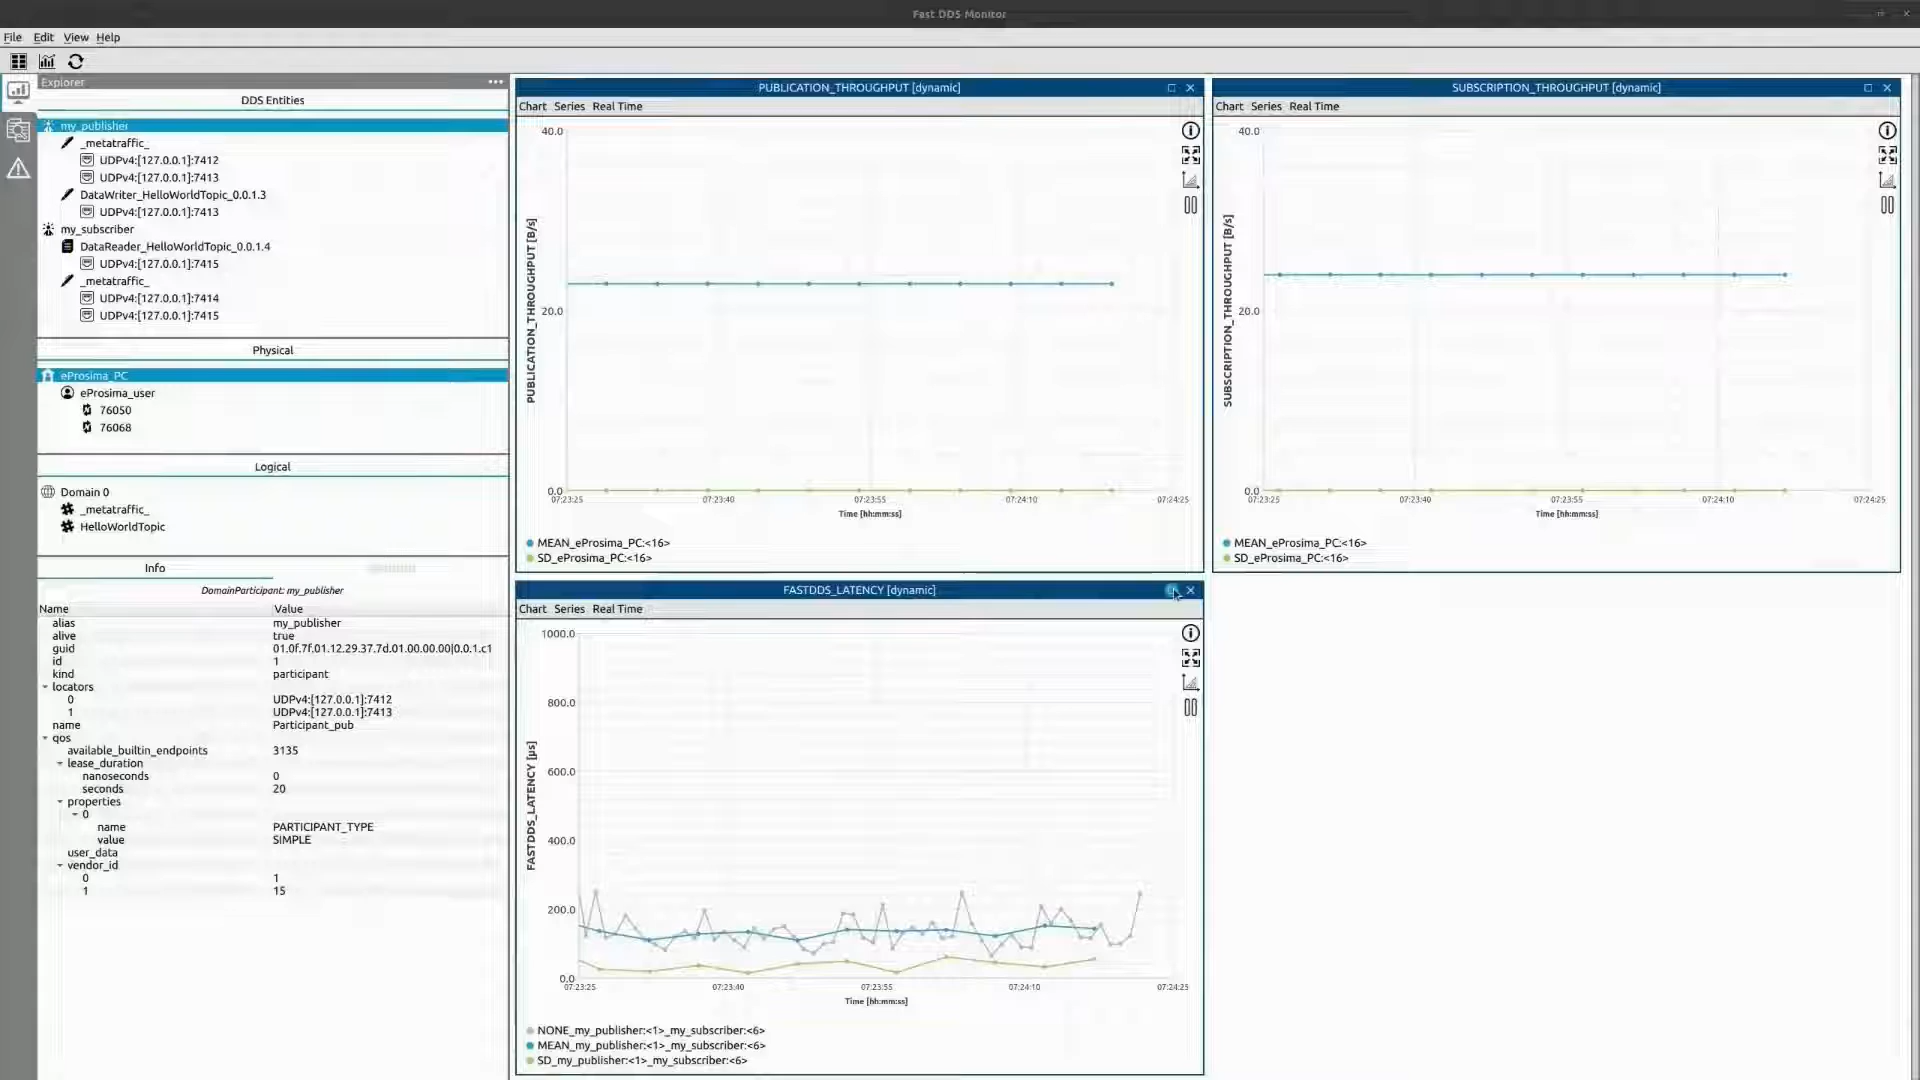 Fast DDS Monitor
File Edit View Help
Explorer
DDS Entities
my_publisher
_metatraffic_
UDPv4:[127.0.0.1]:7412
UDPv4:[127.0.0.1]:7413
DataWriter_HelloWorldTopic_0.0.1.3
UDPv4:[127.0.0.1]:7413
my_subscriber
DataReader_HelloWorldTopic_0.0.1.4
UDPv4:[127.0.0.1]:7415
_metatraffic_
UDPv4:[127.0.0.1]:7414
UDPv4:[127.0.0.1]:7415
Physical
eProsima_PC
eProsima_user
76050
76068
Logical
Domain 0
_metatraffic_
HelloWorldTopic
Info
DomainParticipant: my_publisher
Name Value
alias my_publisher
alive true
guid 01.0f.7f.01.12.29.37.7d.01.00.00.00|0.0.1.c1
id 1
kind participant
locators
0 UDPv4:[127.0.0.1]:7412
1 UDPv4:[127.0.0.1]:7413
name Participant_pub
qos
available_builtin_endpoints 3135
lease_duration
nanoseconds 0
seconds 20
properties
0
name PARTICIPANT_TYPE
value SIMPLE
user_data
vendor_id
0 1
1 15
PUBLICATION_THROUGHPUT [dynamic]
Chart Series Real Time
PUBLICATION_THROUGHPUT [B/s]
40.0
20.0
0.0
07:23:25 07:23:40 07:23:55 07:24:10 07:24:25
Time [hh:mm:ss]
MEAN_eProsima_PC:<16>
SD_eProsima_PC:<16>
SUBSCRIPTION_THROUGHPUT [dynamic]
Chart Series Real Time
SUBSCRIPTION_THROUGHPUT [B/s]
40.0
20.0
0.0
07:23:25 07:23:40 07:23:55 07:24:10 07:24:25
Time [hh:mm:ss]
MEAN_eProsima_PC:<16>
SD_eProsima_PC:<16>
FASTDDS_LATENCY [dynamic]
Chart Series Real Time
FASTDDS_LATENCY [µs]
1000.0
800.0
600.0
400.0
200.0
0.0
07:23:25 07:23:40 07:23:55 07:24:10 07:24:25
Time [hh:mm:ss]
NONE_my_publisher:<1>_my_subscriber:<6>
MEAN_my_publisher:<1>_my_subscriber:<6>
SD_my_publisher:<1>_my_subscriber:<6>